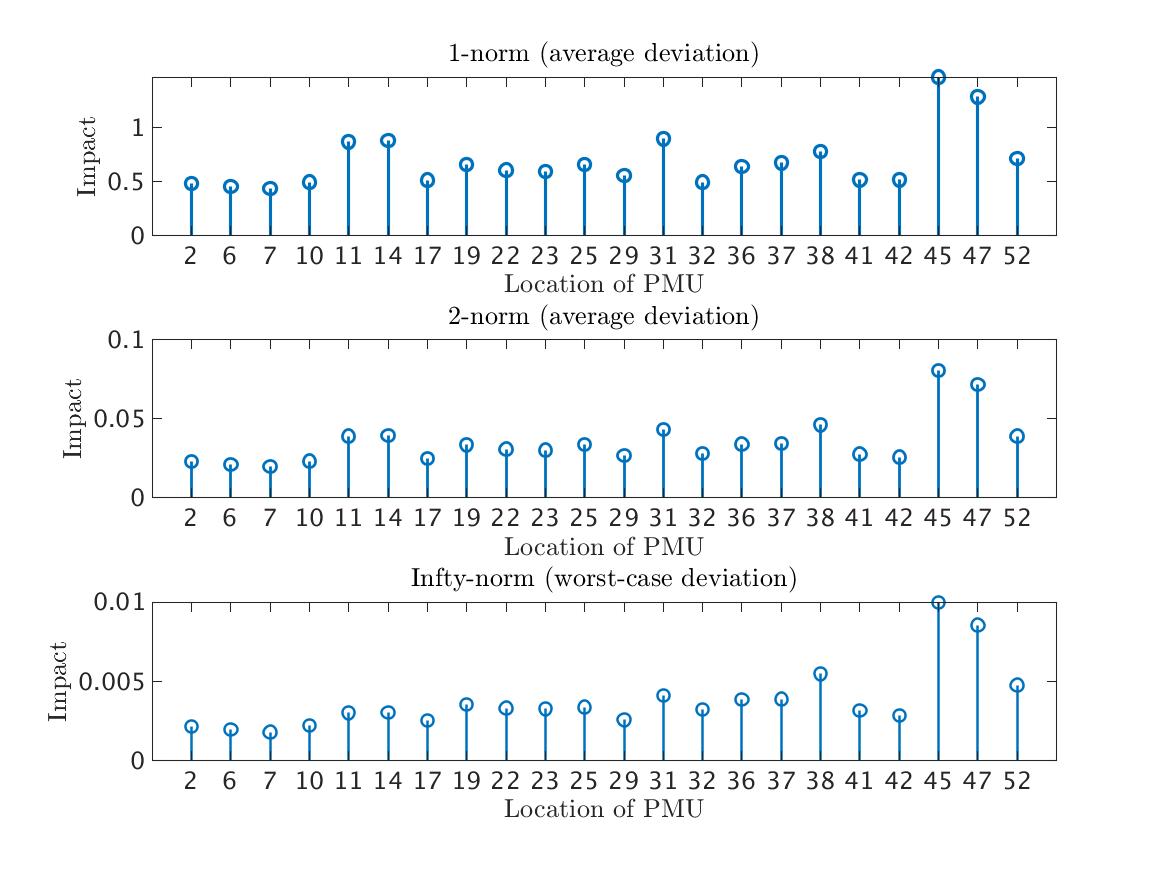 1-norm (average deviation)
Impact
1
0.5
0
2 6 7 10 11 14 17 19 22 23 25 29 31 32 36 37 38 41 42 45 47 52
Location of PMU
2-norm (average deviation)
Impact
0.1
0.05
0
2 6 7 10 11 14 17 19 22 23 25 29 31 32 36 37 38 41 42 45 47 52
Location of PMU
Infty-norm (worst-case deviation)
Impact
0.01
0.005
0
2 6 7 10 11 14 17 19 22 23 25 29 31 32 36 37 38 41 42 45 47 52
Location of PMU